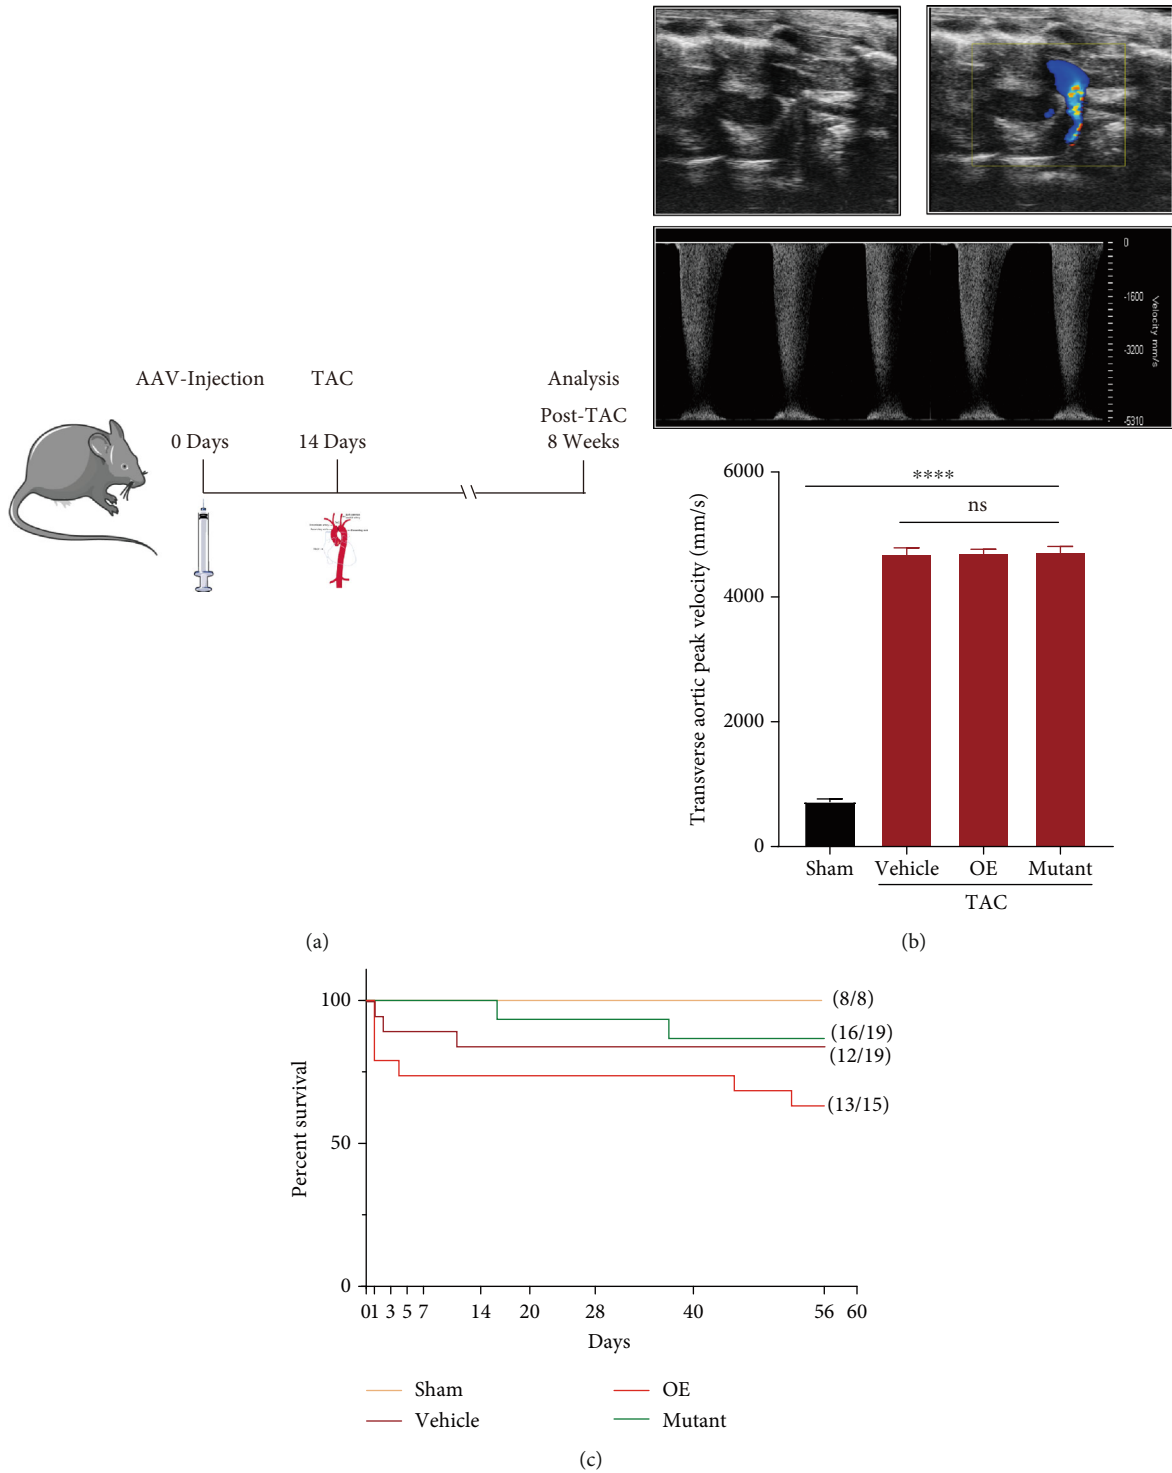 AAV-Injection
TAC
Analysis
Post-TAC
0 Days
14 Days
8 Weeks
(a)
0
-1600
-3200
-5310
Velocity mm/s
6000
4000
2000
0
Transverse aortic peak velocity (mm/s)
****
ns
Sham
Vehicle
OE
Mutant
TAC
(b)
100
50
0
Percent survival
(8/8)
(16/19)
(12/19)
(13/15)
0 1 3 5 7 14 20 28 40 56 60
Days
Sham
OE
Vehicle
Mutant
(c)